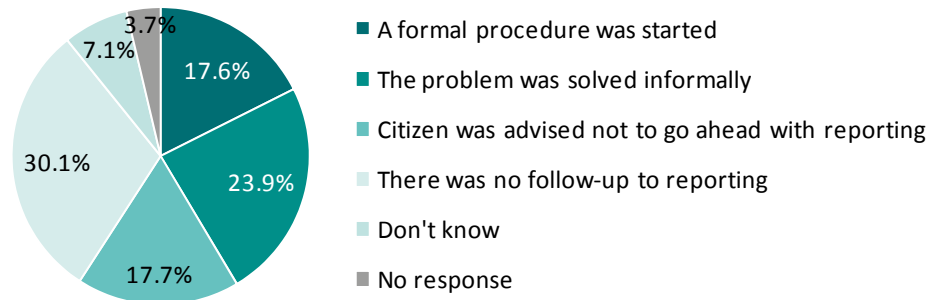 3.7%
7.1%
17.6%
30.1%
23.9%
17.7%
A formal procedure was started
The problem was solved informally
Citizen was advised not to go ahead with reporting
There was no follow-up to reporting
Don't know
No response